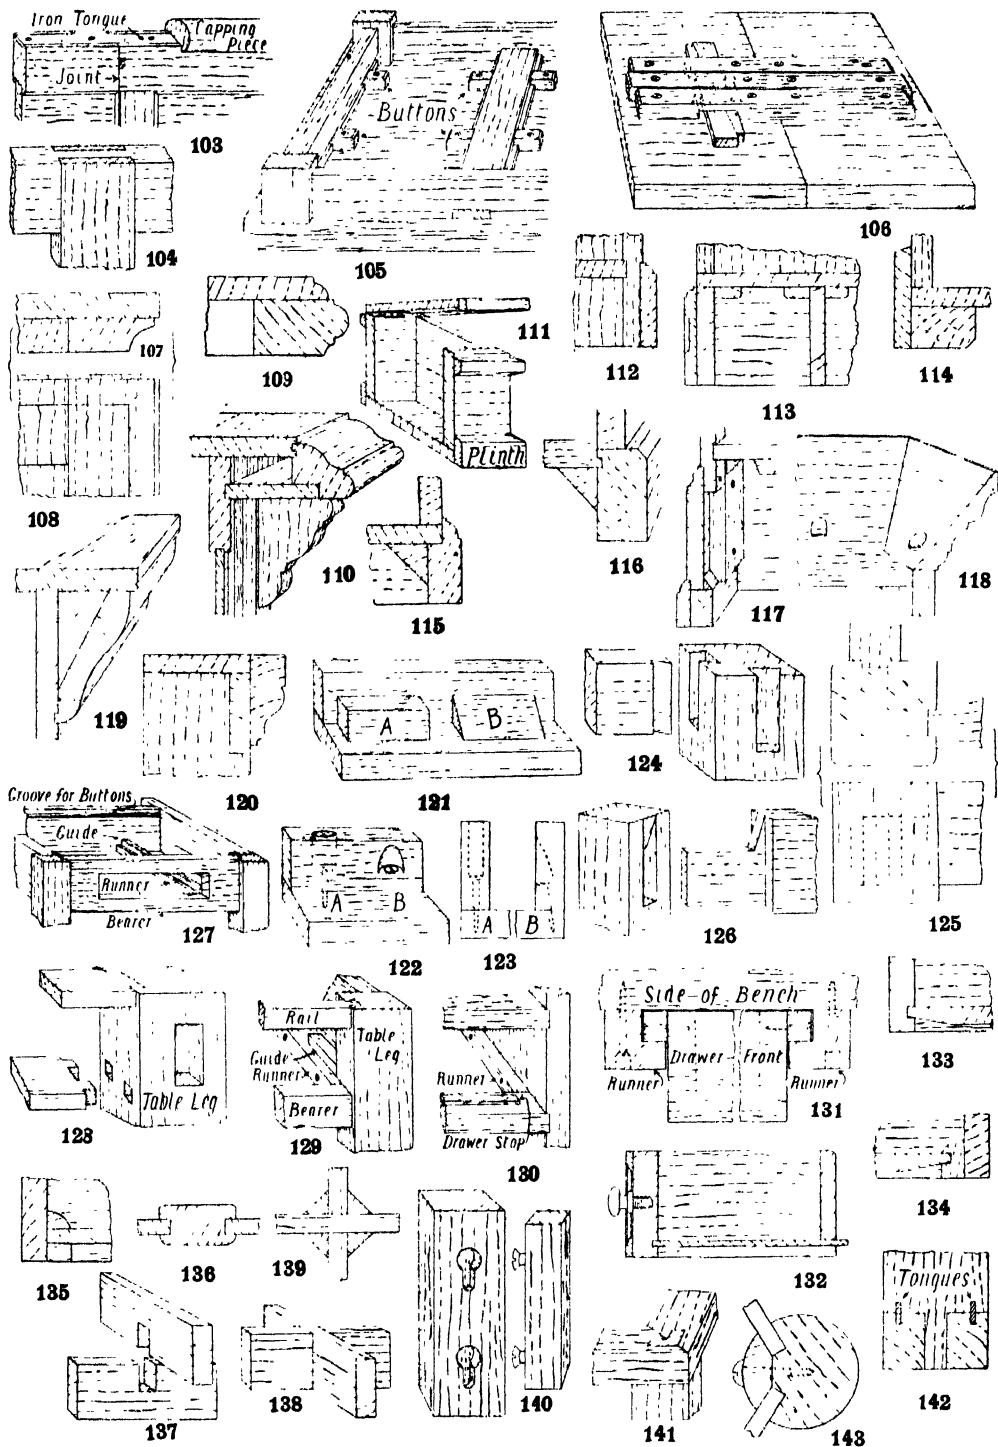 Iron Tongue
Capping
Piece
Joint
103
104
Buttons
105
106
107
108
109
110
111
Plinth
112
113
114
115
116
117
118
119
120
A
B
121
124
125
Groove for Buttons
Guide
Runner
Bearer
127
A
B
122
A
B
123
126
Table Leg
128
Rail
Table
Leg
Guide
Runner
Bearer
129
Runner
Drawer Stop
130
Side of Bench
Drawer Front
Runner
Runner
131
133
134
132
135
136
139
137
138
140
141
143
Tongues
142